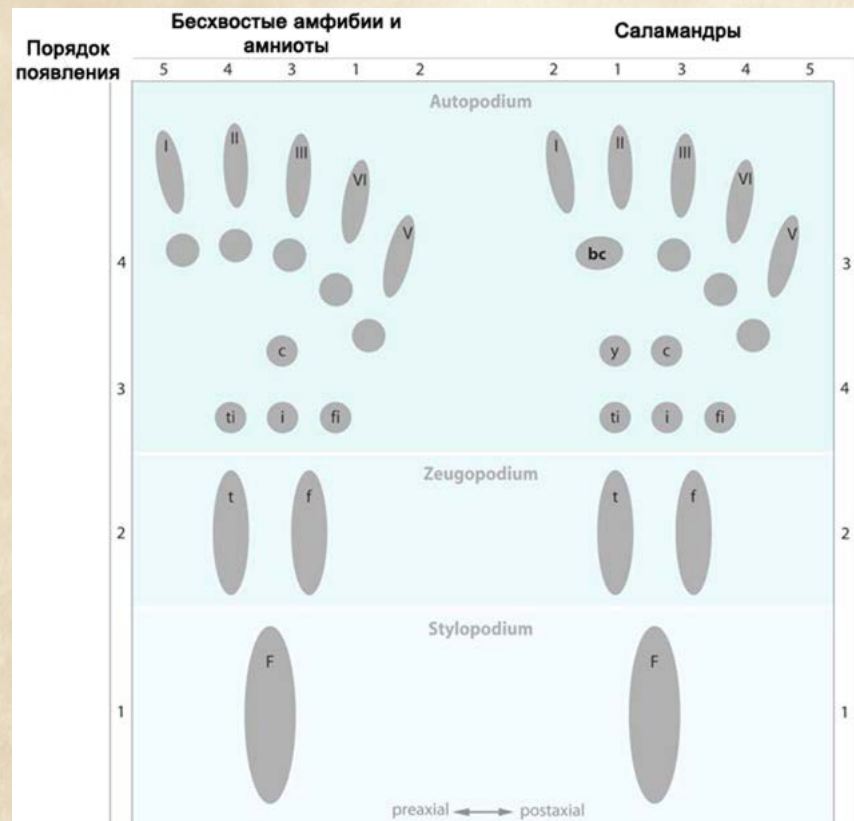 Порядок появления
Бесхвостые амфибии и амниоты
Саламандры
5 4 3 1 2
2 1 3 4 5
Autopodium
I II III VI V
I II III VI V
4
bc
3
c
y c
3
4
ti i fi
ti i fi
Zeugopodium
t f
t f
2
2
Stylopodium
F
F
1
1
preaxial postaxial